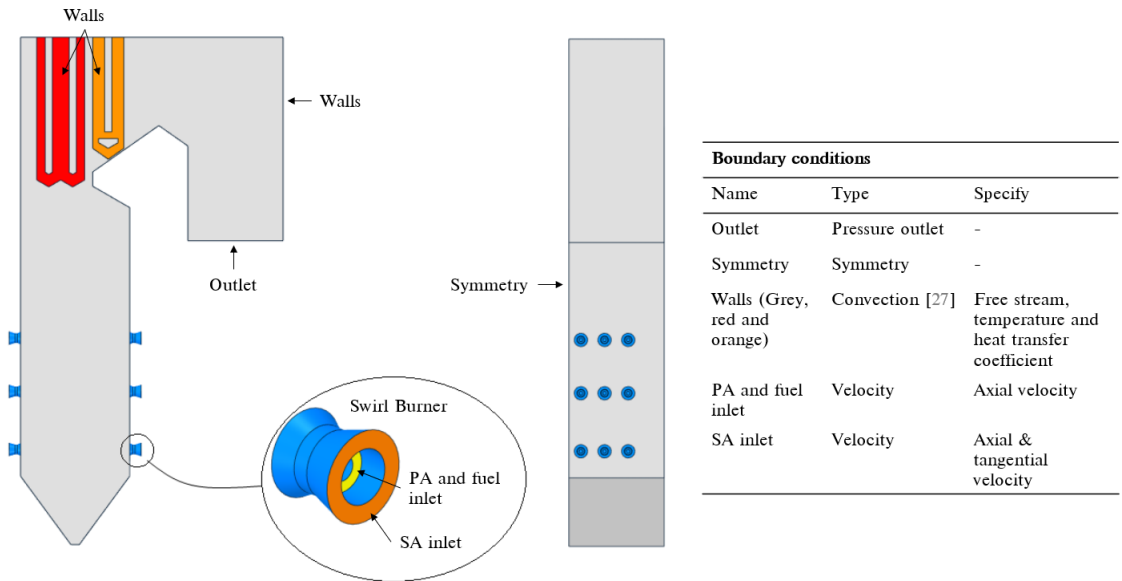 Walls
Walls
Outlet
Swirl Burner
PA and fuel
inlet
SA inlet
Symmetry
Boundary conditions
Name Type Specify
Outlet Pressure outlet -
Symmetry Symmetry -
Walls (Grey, Convection [27] Free stream,
red and temperature and
orange) heat transfer
coefficient
PA and fuel Velocity Axial velocity
inlet
SA inlet Velocity Axial &
tangential
velocity